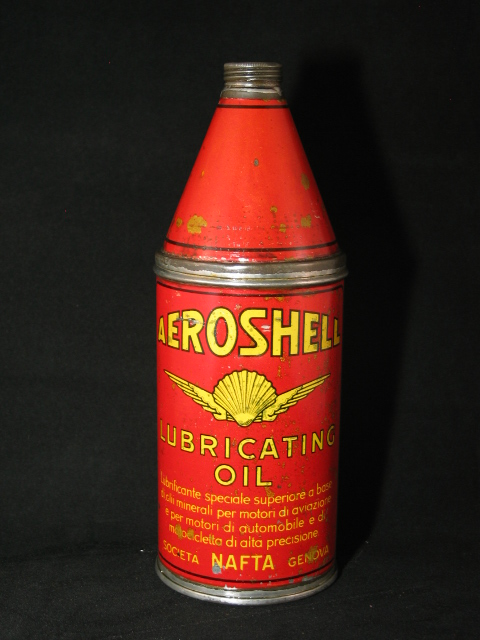 AEROSHELL
LUBRICATING
OIL
Lubrificante speciale superiore a base
di olii minerali per motori di aviazione
e per motori di automobile e di
motocicletta di alta precisione
SOCIETA NAFTA GENOVA